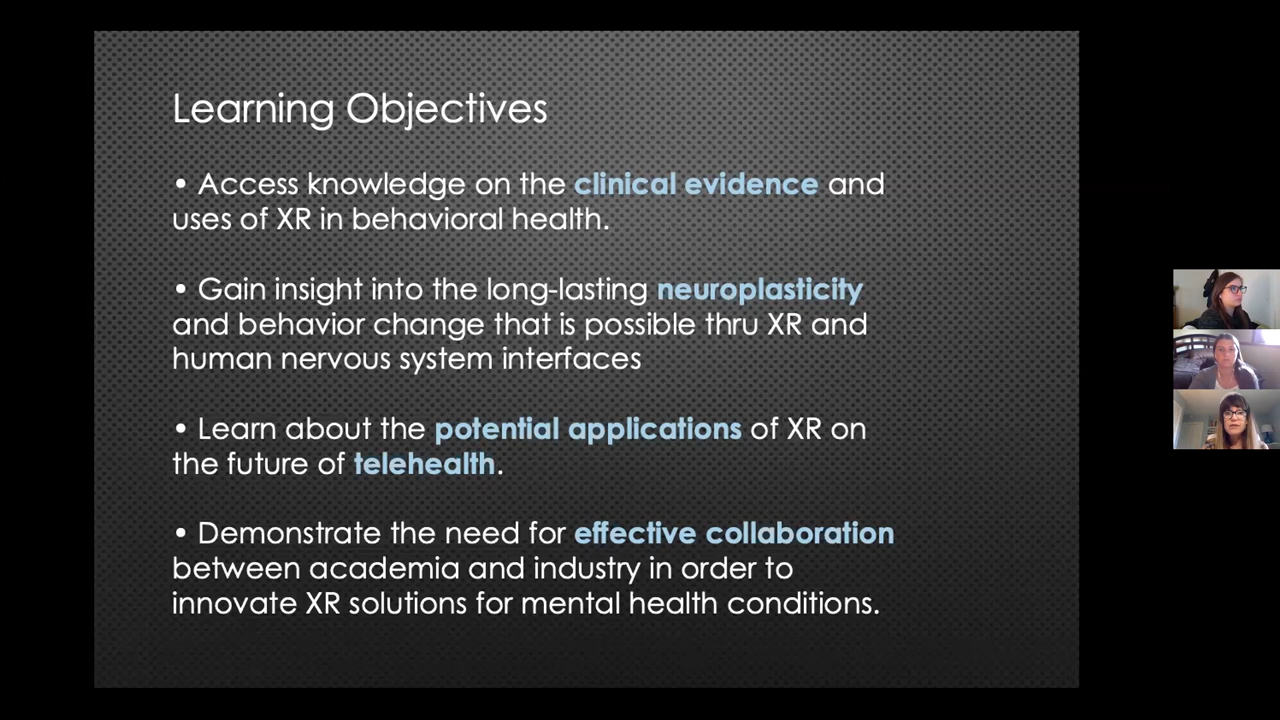 Learning Objectives
• Access knowledge on the clinical evidence and
uses of XR in behavioral health.
• Gain insight into the long-lasting neuroplasticity
and behavior change that is possible thru XR and
human nervous system interfaces
• Learn about the potential applications of XR on
the future of telehealth.
• Demonstrate the need for effective collaboration
between academia and industry in order to
innovate XR solutions for mental health conditions.